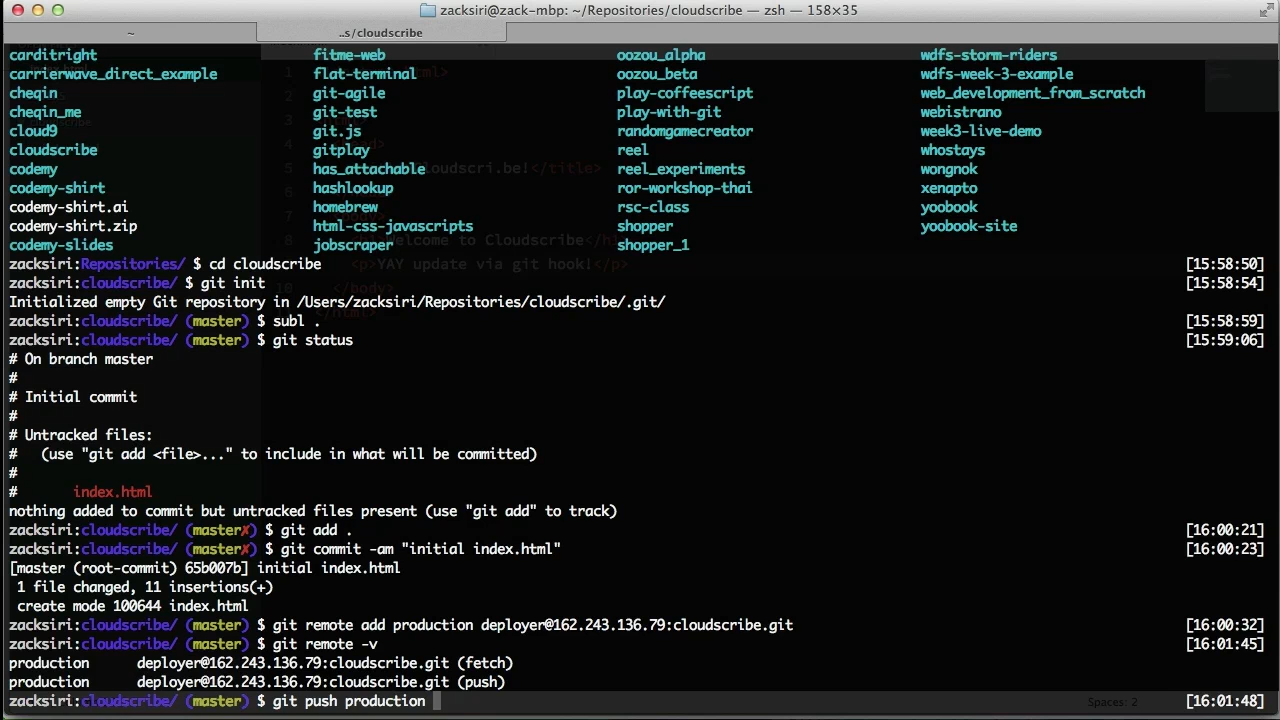 zacksiri@zack-mbp: ~/Repositories/cloudscribe — zsh — 158×35
~ ..s/cloudscribe
carditright fitme-web oozou_alpha wdfs-storm-riders
carrierwave_direct_example flat-terminal oozou_beta wdfs-week-3-example
cheqin git-agile play-coffeescript web_development_from_scratch
cheqin_me git-test play-with-git webistrano
cloud9 git.js randomgamecreator week3-live-demo
cloudscribe gitplay reel whostays
codemy has_attachable reel_experiments wongnok
codemy-shirt hashlookup ror-workshop-thai xenapto
codemy-shirt.ai homebrew rsc-class yoobook
codemy-shirt.zip html-css-javascripts shopper yoobook-site
codemy-slides jobscraper shopper_1
zacksiri:Repositories/ $ cd cloudscribe [15:58:50]
zacksiri:cloudscribe/ $ git init [15:58:54]
Initialized empty Git repository in /Users/zacksiri/Repositories/cloudscribe/.git/
zacksiri:cloudscribe/ (master) $ subl . [15:58:59]
zacksiri:cloudscribe/ (master) $ git status [15:59:06]
# On branch master
#
# Initial commit
#
# Untracked files:
#   (use "git add <file>..." to include in what will be committed)
#
#       index.html
nothing added to commit but untracked files present (use "git add" to track)
zacksiri:cloudscribe/ (master✗) $ git add . [16:00:21]
zacksiri:cloudscribe/ (master✗) $ git commit -am "initial index.html" [16:00:23]
[master (root-commit) 65b007b] initial index.html
 1 file changed, 11 insertions(+)
 create mode 100644 index.html
zacksiri:cloudscribe/ (master) $ git remote add production deployer@162.243.136.79:cloudscribe.git [16:00:32]
zacksiri:cloudscribe/ (master) $ git remote -v [16:01:45]
production deployer@162.243.136.79:cloudscribe.git (fetch)
production deployer@162.243.136.79:cloudscribe.git (push)
zacksiri:cloudscribe/ (master) $ git push production [16:01:48]
Spaces: 2